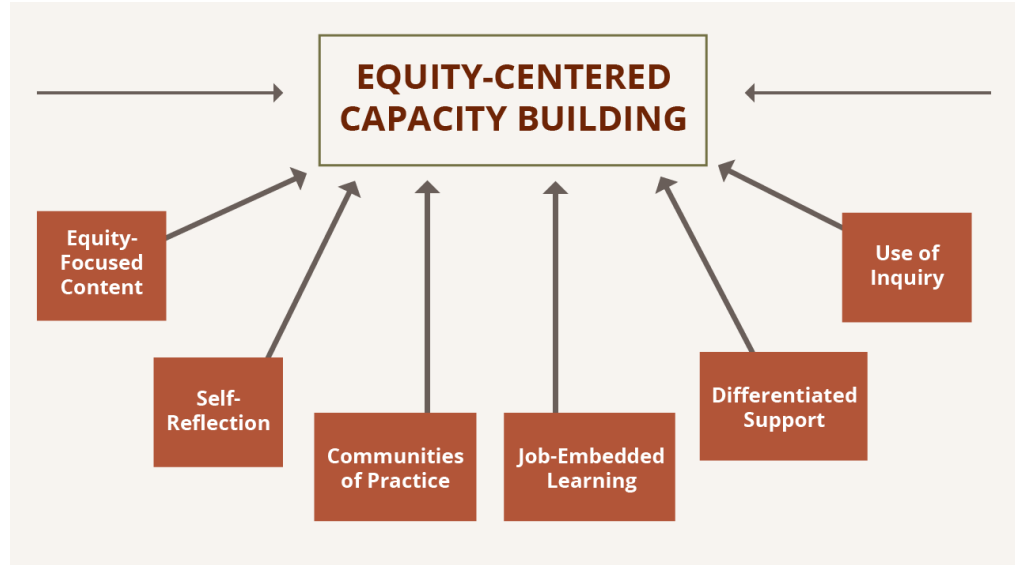 EQUITY-CENTERED
CAPACITY BUILDING
Equity-
Focused
Content
Self-
Reflection
Communities
of Practice
Job-Embedded
Learning
Differentiated
Support
Use of
Inquiry